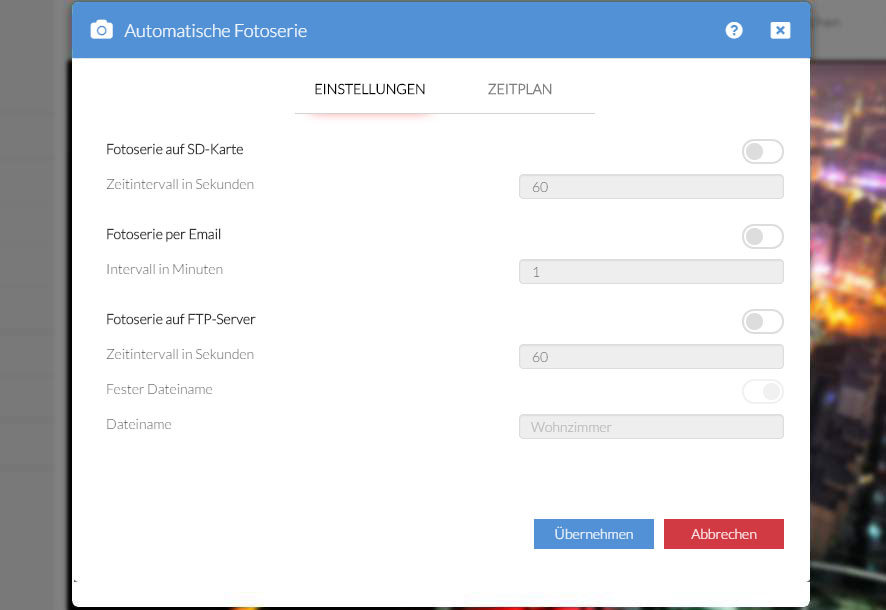 Automatische Fotoserie
EINSTELLUNGEN ZEITPLAN
Fotoserie auf SD-Karte
Zeitintervall in Sekunden 60
Fotoserie per Email
Intervall in Minuten 1
Fotoserie auf FTP-Server
Zeitintervall in Sekunden 60
Fester Dateiname
Dateiname Wohnzimmer
Übernehmen Abbrechen